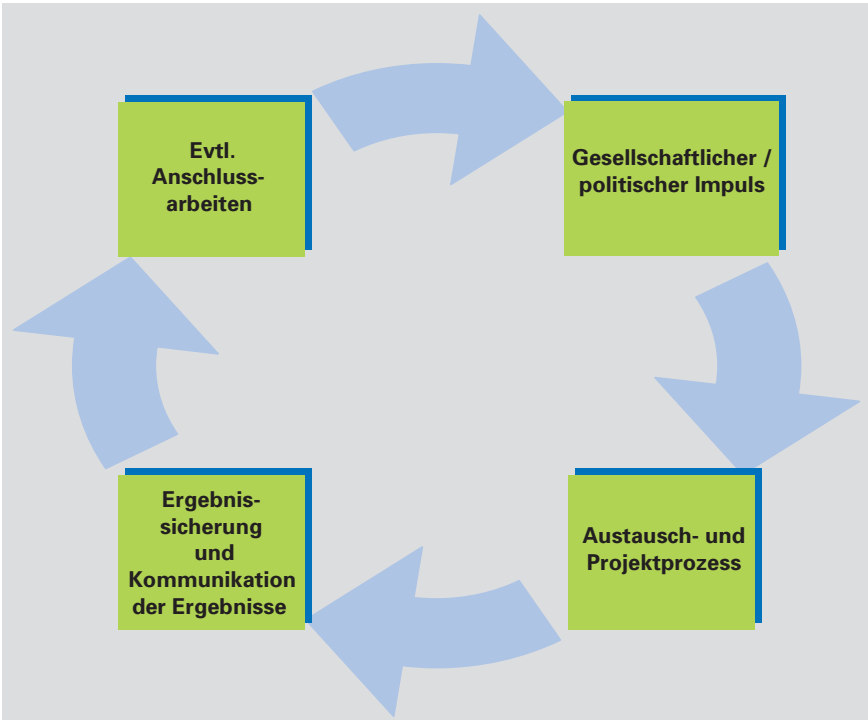 Evtl.
Anschluss-
arbeiten
Gesellschaftlicher /
politischer Impuls
Austausch- und
Projektprozess
Ergebnis-
sicherung
und
Kommunikation
der Ergebnisse